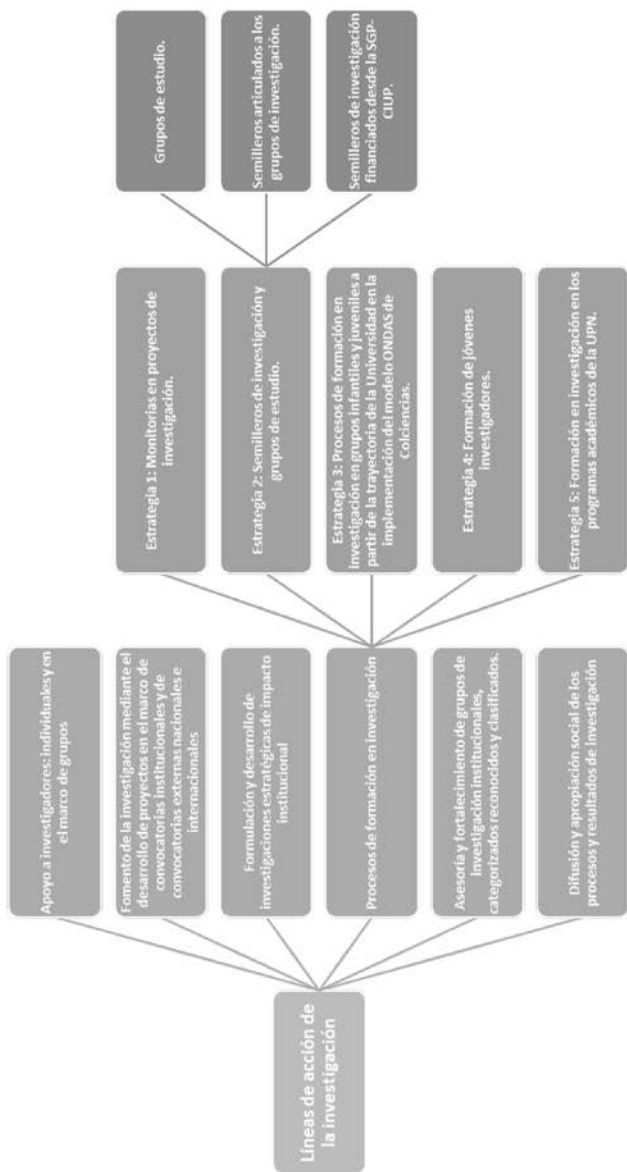 Líneas de acción de
la investigación
Apoyo a investigadores: individuales y en
el marco de grupos
Fomento de la investigación mediante el
desarrollo de proyectos en el marco de
convocatorias institucionales y de
convocatorias externas nacionales e
internacionales
Formulación y desarrollo de
investigaciones estratégicas de impacto
institucional
Procesos de formación en investigación
Asesoría y fortalecimiento de grupos de
investigación institucionales,
categorizados reconocidos y clasificados.
Difusión y apropiación social de los
procesos y resultados de investigación
Estrategia 1: Monitorias en proyectos de
investigación.
Estrategia 2: Semilleros de investigación y
grupos de estudio.
Estrategia 3: Procesos de formación en
investigación en grupos infantiles y juveniles a
partir de la trayectoria de la Universidad en la
implementación del modelo ONDAS de
Colciencias.
Estrategia 4: Formación de jóvenes
investigadores.
Estrategia 5: Formación en investigación en los
programas académicos de la UPN.
Grupos de estudio.
Semilleros articulados a los
grupos de investigación.
Semilleros de investigación
financiados desde la SGP-
CIUP.